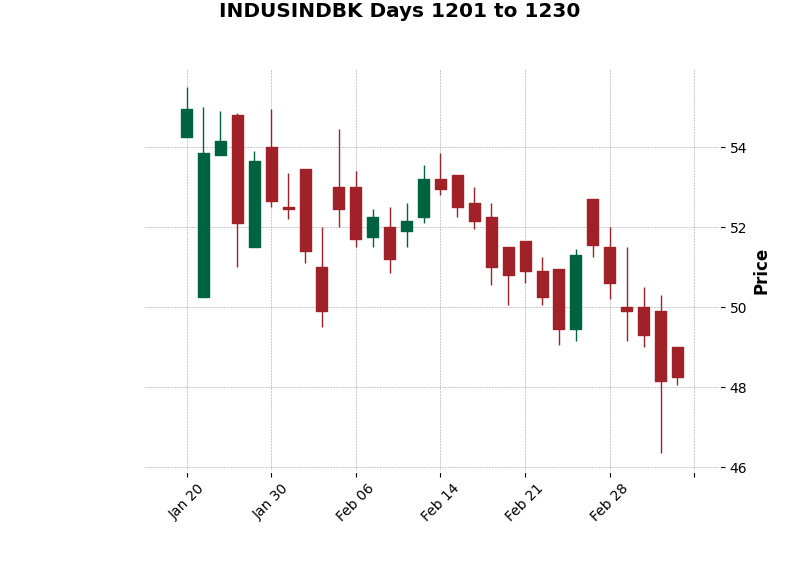 INDUSINDBK Days 1201 to 1230
54
52
50
48
46
Price
Jan 20
Jan 30
Feb 06
Feb 14
Feb 21
Feb 28